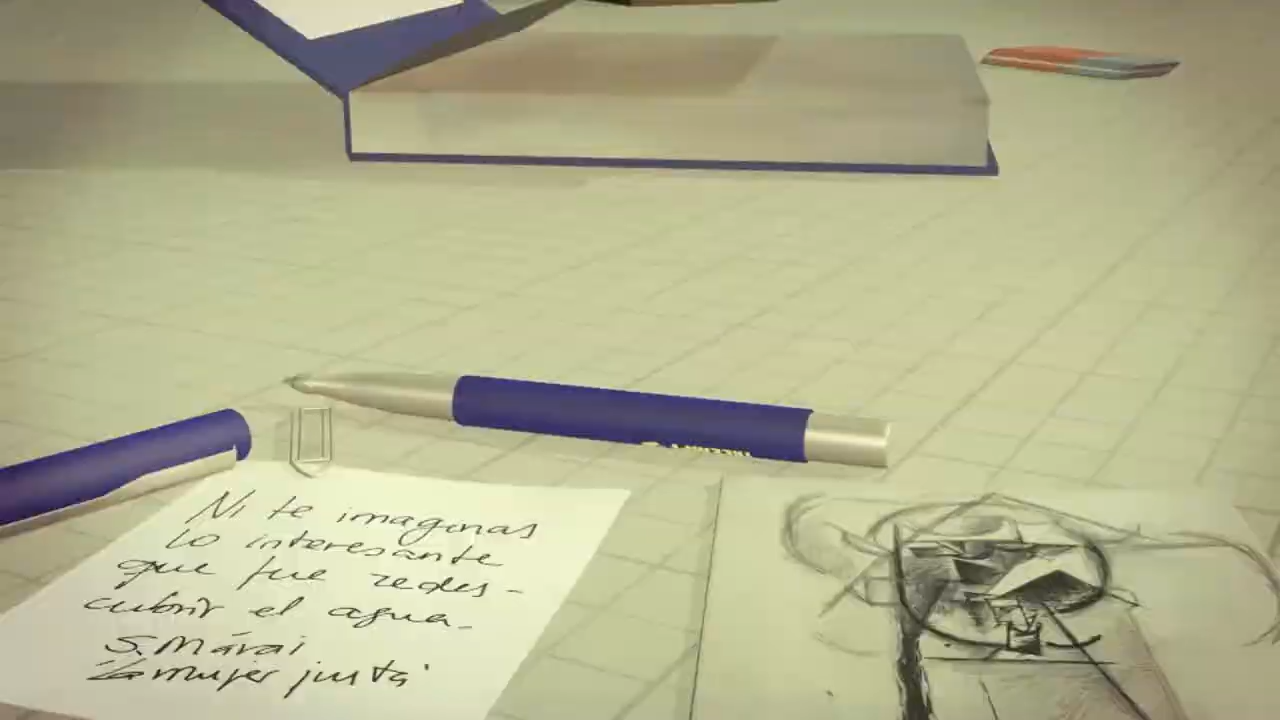 Ni te imaginas
lo interesante
que fue redes-
cubrir el agua.
S. Márai
"La mujer justa"